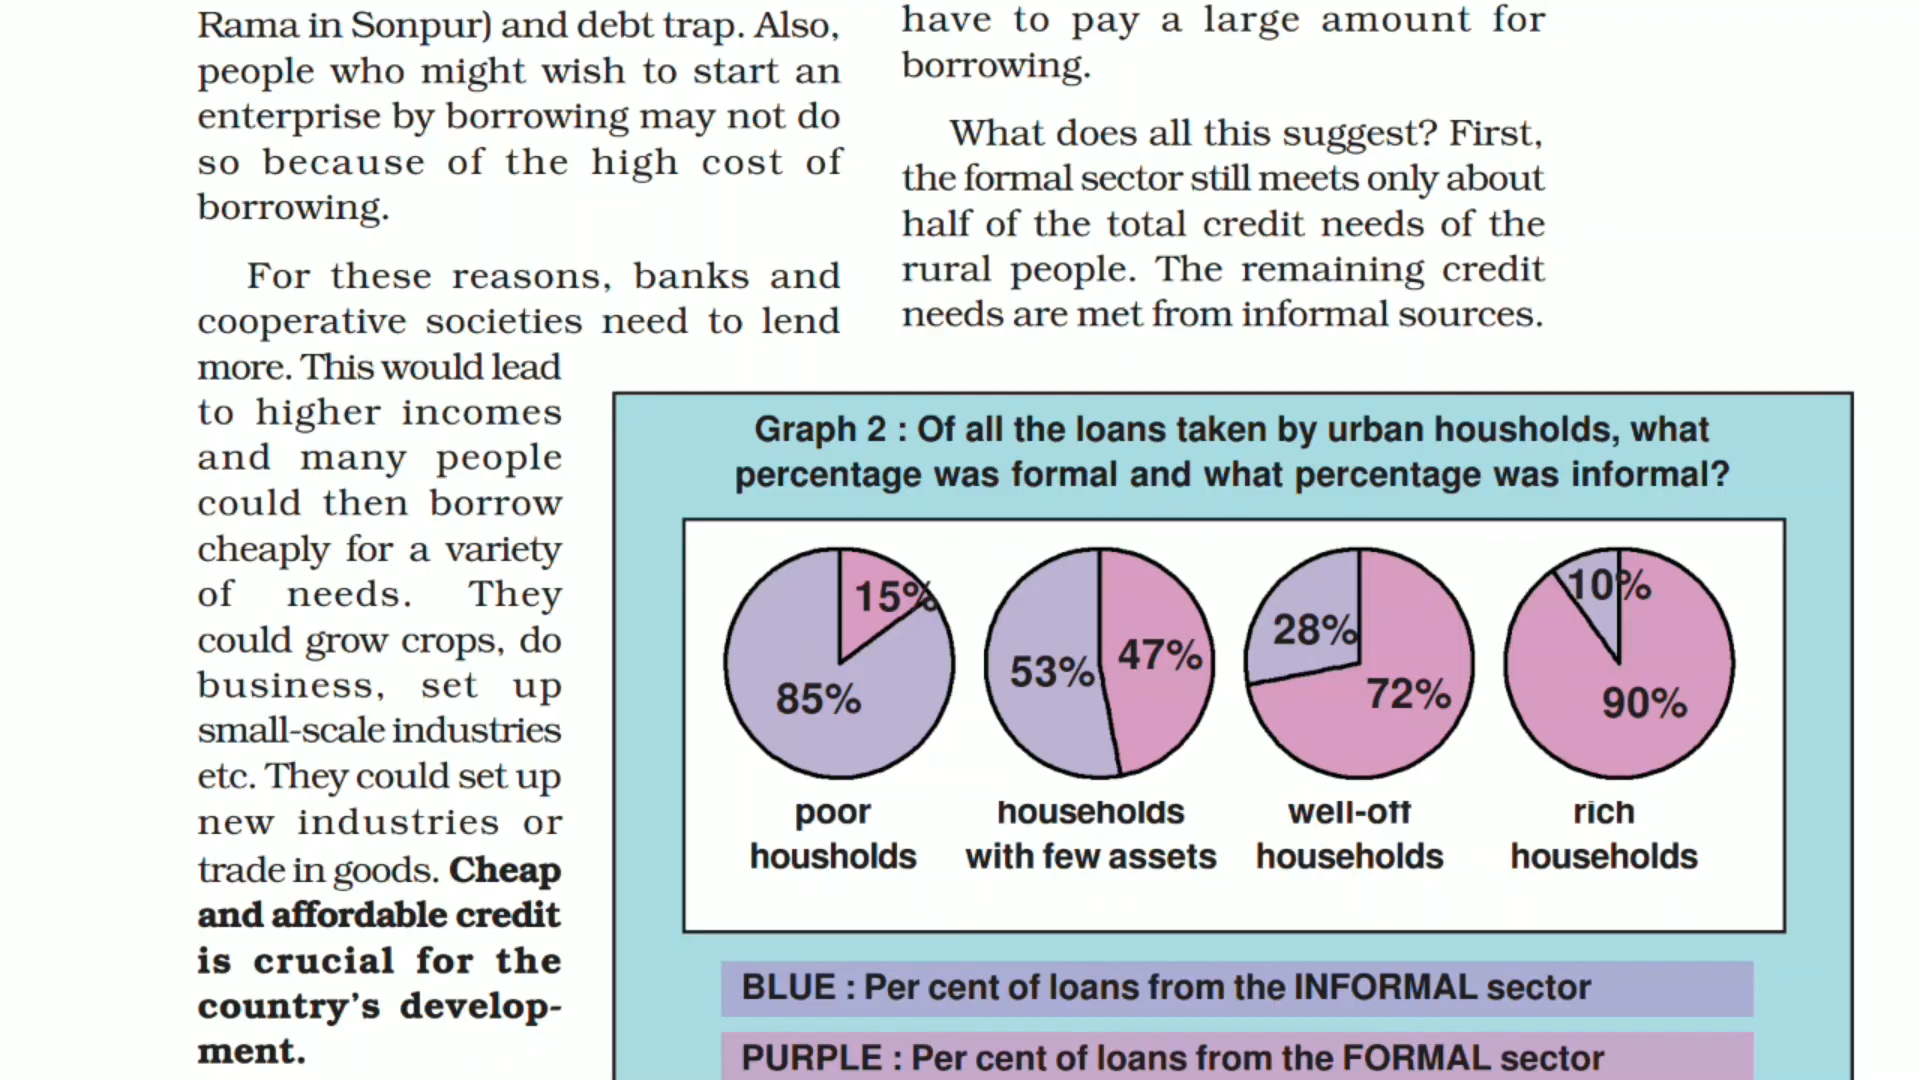 Rama in Sonpur) and debt trap. Also,
people who might wish to start an
enterprise by borrowing may not do
so because of the high cost of
borrowing.
For these reasons, banks and
cooperative societies need to lend
more. This would lead
to higher incomes
and many people
could then borrow
cheaply for a variety
of needs. They
could grow crops, do
business, set up
small-scale industries
etc. They could set up
new industries or
trade in goods. Cheap
and affordable credit
is crucial for the
country's develop-
ment.
have to pay a large amount for
borrowing.
What does all this suggest? First,
the formal sector still meets only about
half of the total credit needs of the
rural people. The remaining credit
needs are met from informal sources.
Graph 2 : Of all the loans taken by urban housholds, what
percentage was formal and what percentage was informal?
15%
85%
53%
47%
28%
72%
10%
90%
poor
housholds
households
with few assets
well-off
households
rich
households
BLUE : Per cent of loans from the INFORMAL sector
PURPLE : Per cent of loans from the FORMAL sector